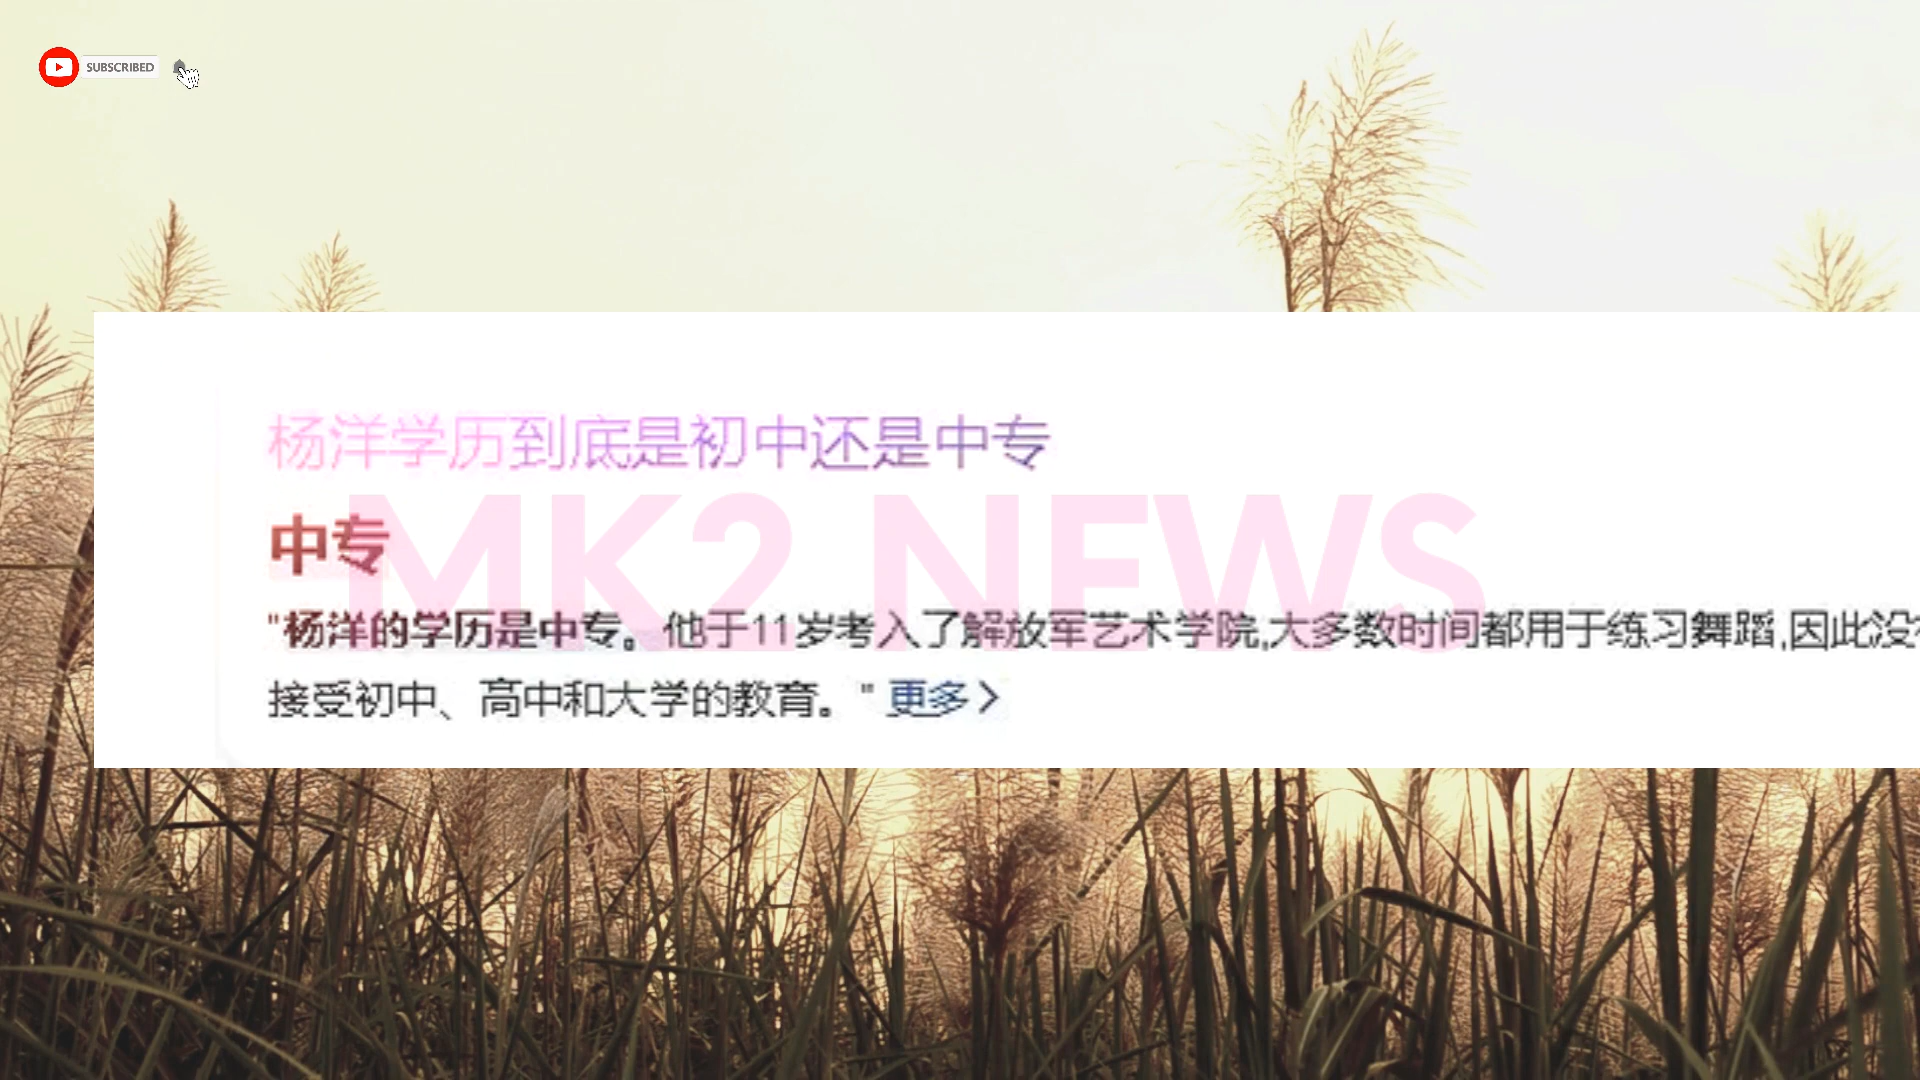 SUBSCRIBED
杨洋学历到底是初中还是中专
MK2 NEWS
中专
"杨洋的学历是中专。他于11岁考入了解放军艺术学院,大多数时间都用于练习舞蹈,因此没
接受初中、高中和大学的教育。" 更多>